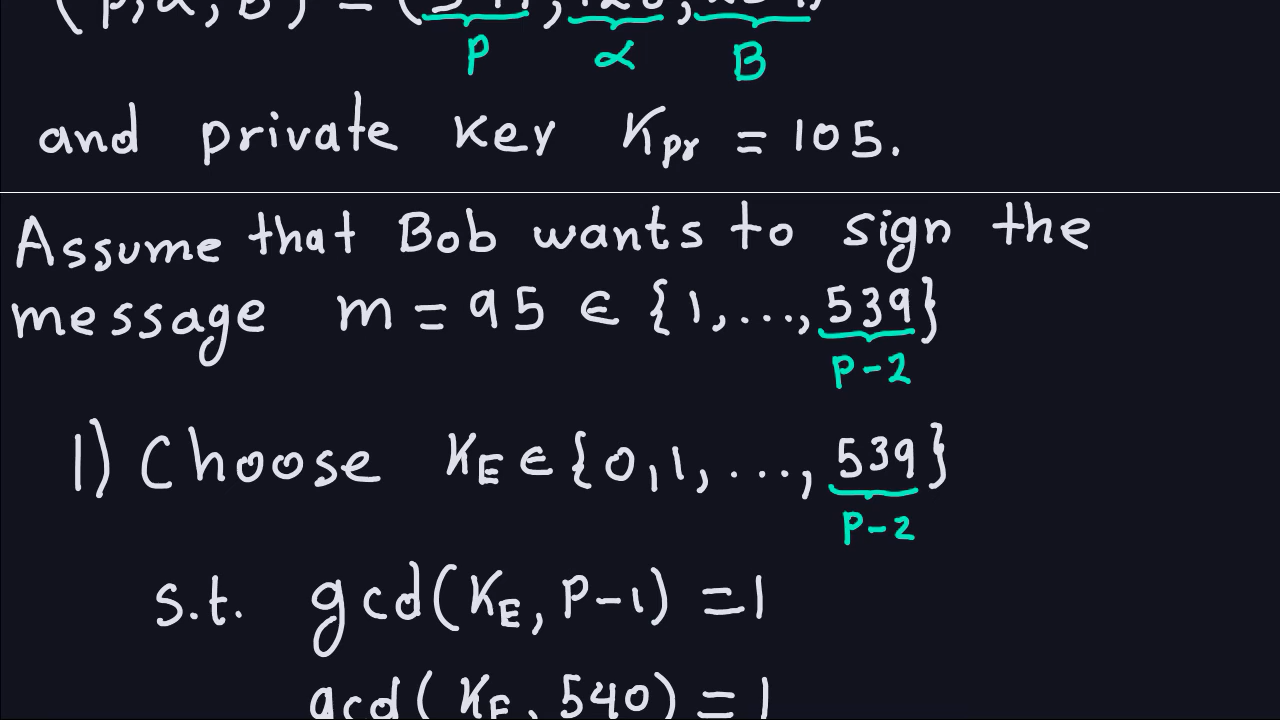 (p, α, B) = (541,
P α B
and private key Kpr = 105.
Assume that Bob wants to sign the
message m = 95 ∈ {1,...,539}
P-2
1) Choose KE ∈ {0,1,...,539}
P-2
s.t. gcd(KE, P-1) = 1
gcd(KE, 540) = 1